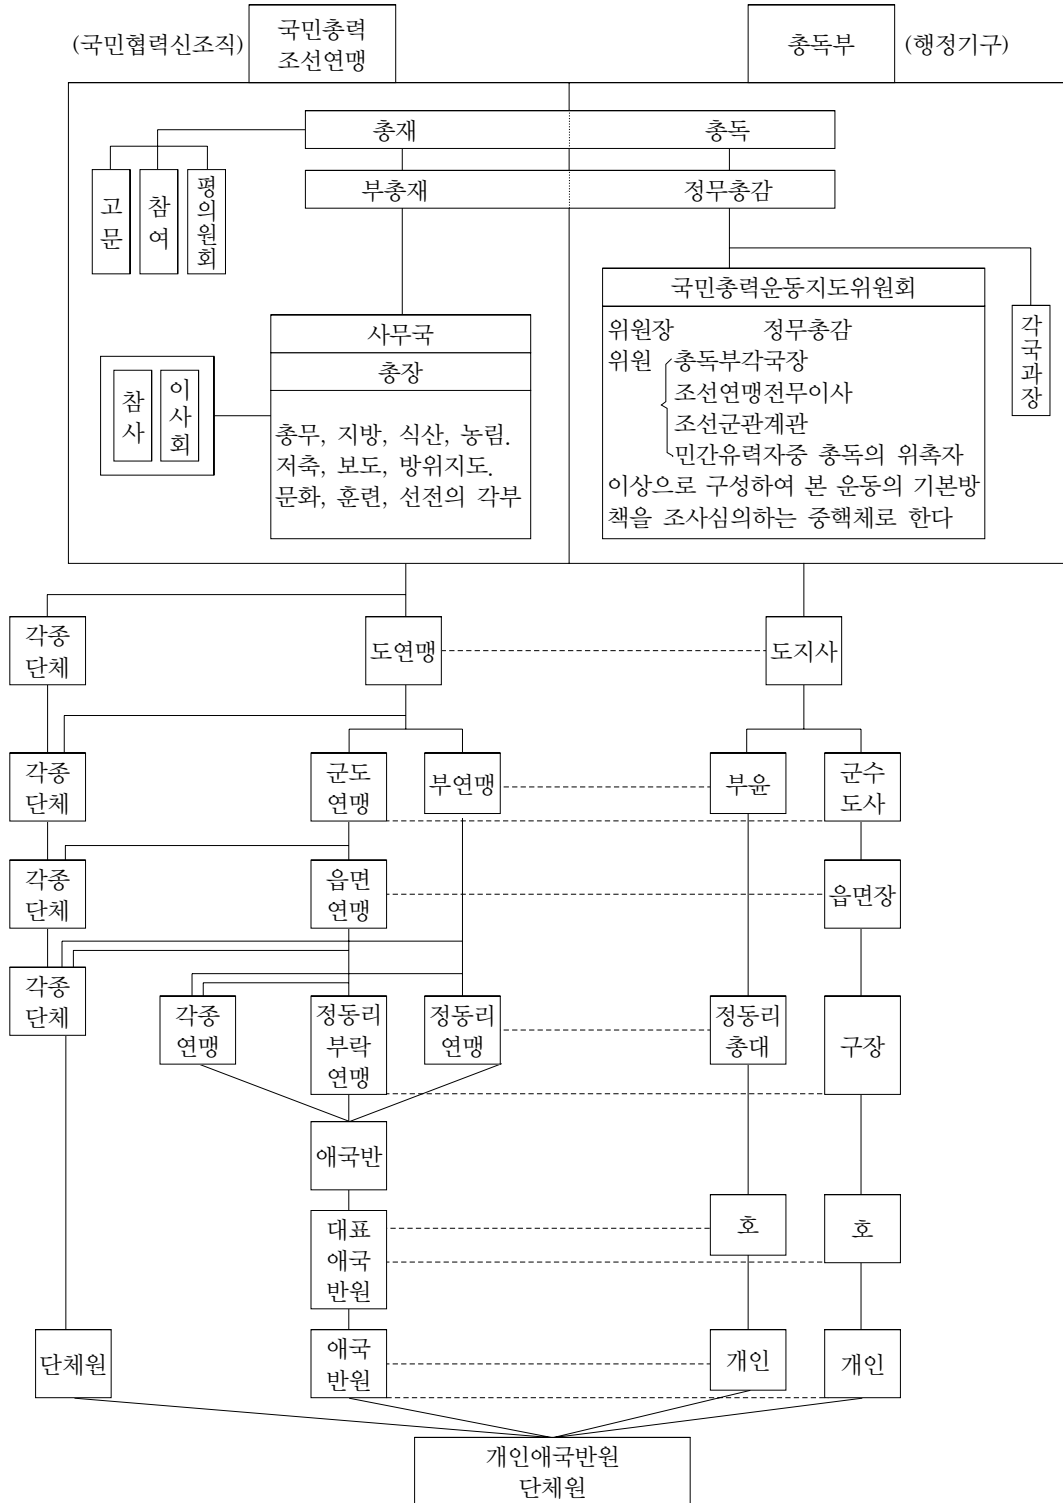 (국민협력신조직)
국민총력
조선연맹
총독부
(행정기구)
총재
총독
부총재
정무총감
고문
참여
평의원회
국민총력운동지도위원회
위원장 정무총감
위원 총독부각국장
조선연맹전무이사
조선군관계관
민간유력자중 총독의 위촉자
이상으로 구성하여 본 운동의 기본방
책을 조사심의하는 중핵체로 한다
각국과장
사무국
총장
총무, 지방, 식산, 농림.
저축, 보도, 방위지도.
문화, 훈련, 선전의 각부
참사
이사회
각종
단체
도연맹
도지사
각종
단체
군도
연맹
부연맹
부윤
군수
도사
각종
단체
읍면
연맹
읍면장
각종
단체
각종
연맹
정동리
부락
연맹
정동리
연맹
정동리
총대
구장
애국반
대표
애국
반원
호
호
단체원
애국
반원
개인
개인
개인애국반원
단체원